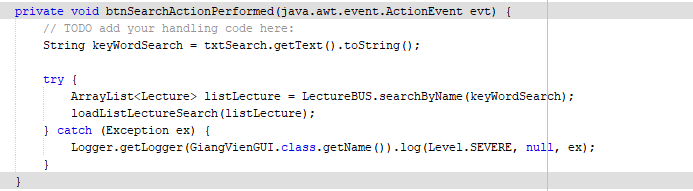 private void btnSearchActionPerformed(java.awt.event.ActionEvent evt) {
// TODO add your handling code here:
String keyWordSearch = txtSearch.getText().toString();
try {
ArrayList<Lecture> listLecture = LectureBUS.searchByName(keyWordSearch);
loadListLectureSearch(listLecture);
} catch (Exception ex) {
Logger.getLogger(GiangVienGUI.class.getName()).log(Level.SEVERE, null, ex);
}
}